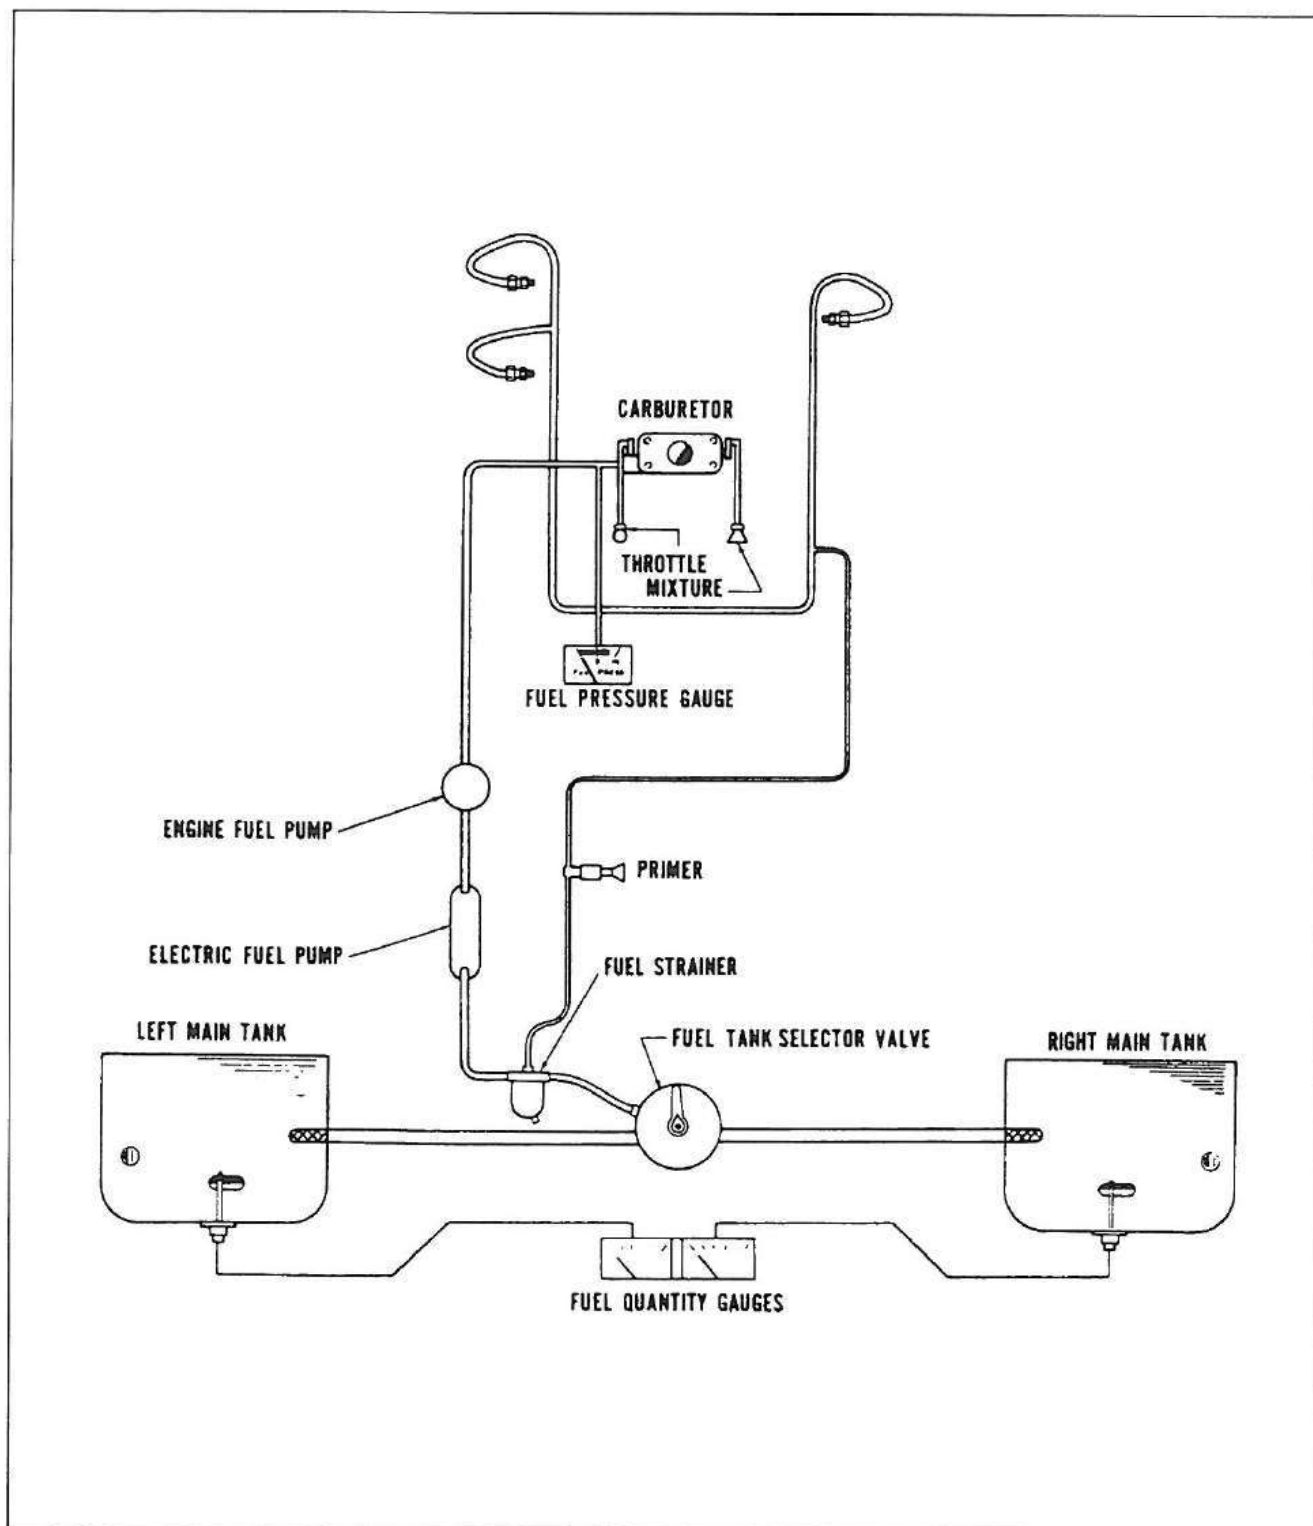 CARBURETOR
THROTTLE
MIXTURE
FUEL PRESSURE GAUGE
ENGINE FUEL PUMP
PRIMER
ELECTRIC FUEL PUMP
FUEL STRAINER
LEFT MAIN TANK
FUEL TANK SELECTOR VALVE
RIGHT MAIN TANK
FUEL QUANTITY GAUGES